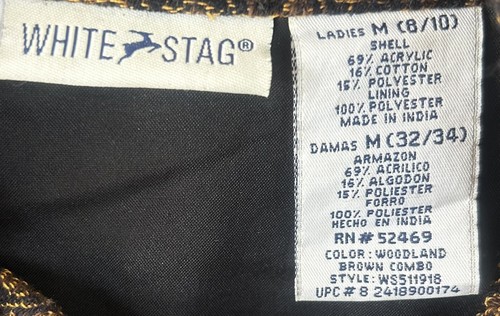 WHITE STAG®
LADIES M (8/10)
SHELL
69% ACRYLIC
16% COTTON
15% POLYESTER
LINING
100% POLYESTER
MADE IN INDIA
DAMAS M (32/34)
ARMAZON
69% ACRILICO
16% ALGODON
15% POLIESTER
FORRO
100% POLIESTER
HECHO EN INDIA
RN# 52469
COLOR: WOODLAND
BROWN COMBO
STYLE: WS511918
UPC# 8 2418900174